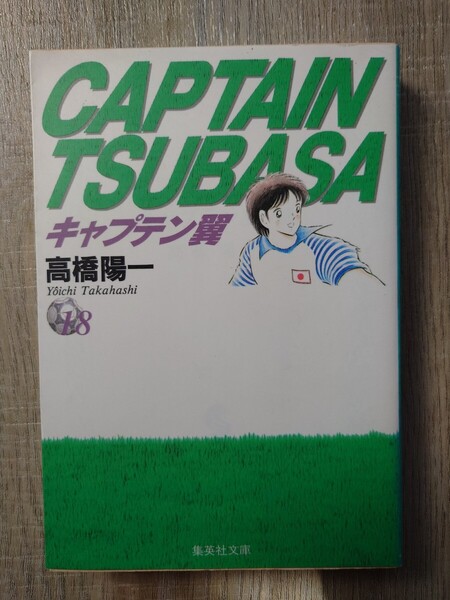 CAPTAIN
TSUBASA
キャプテン翼
高橋陽一
Yôichi Takahashi
18
集英社文庫